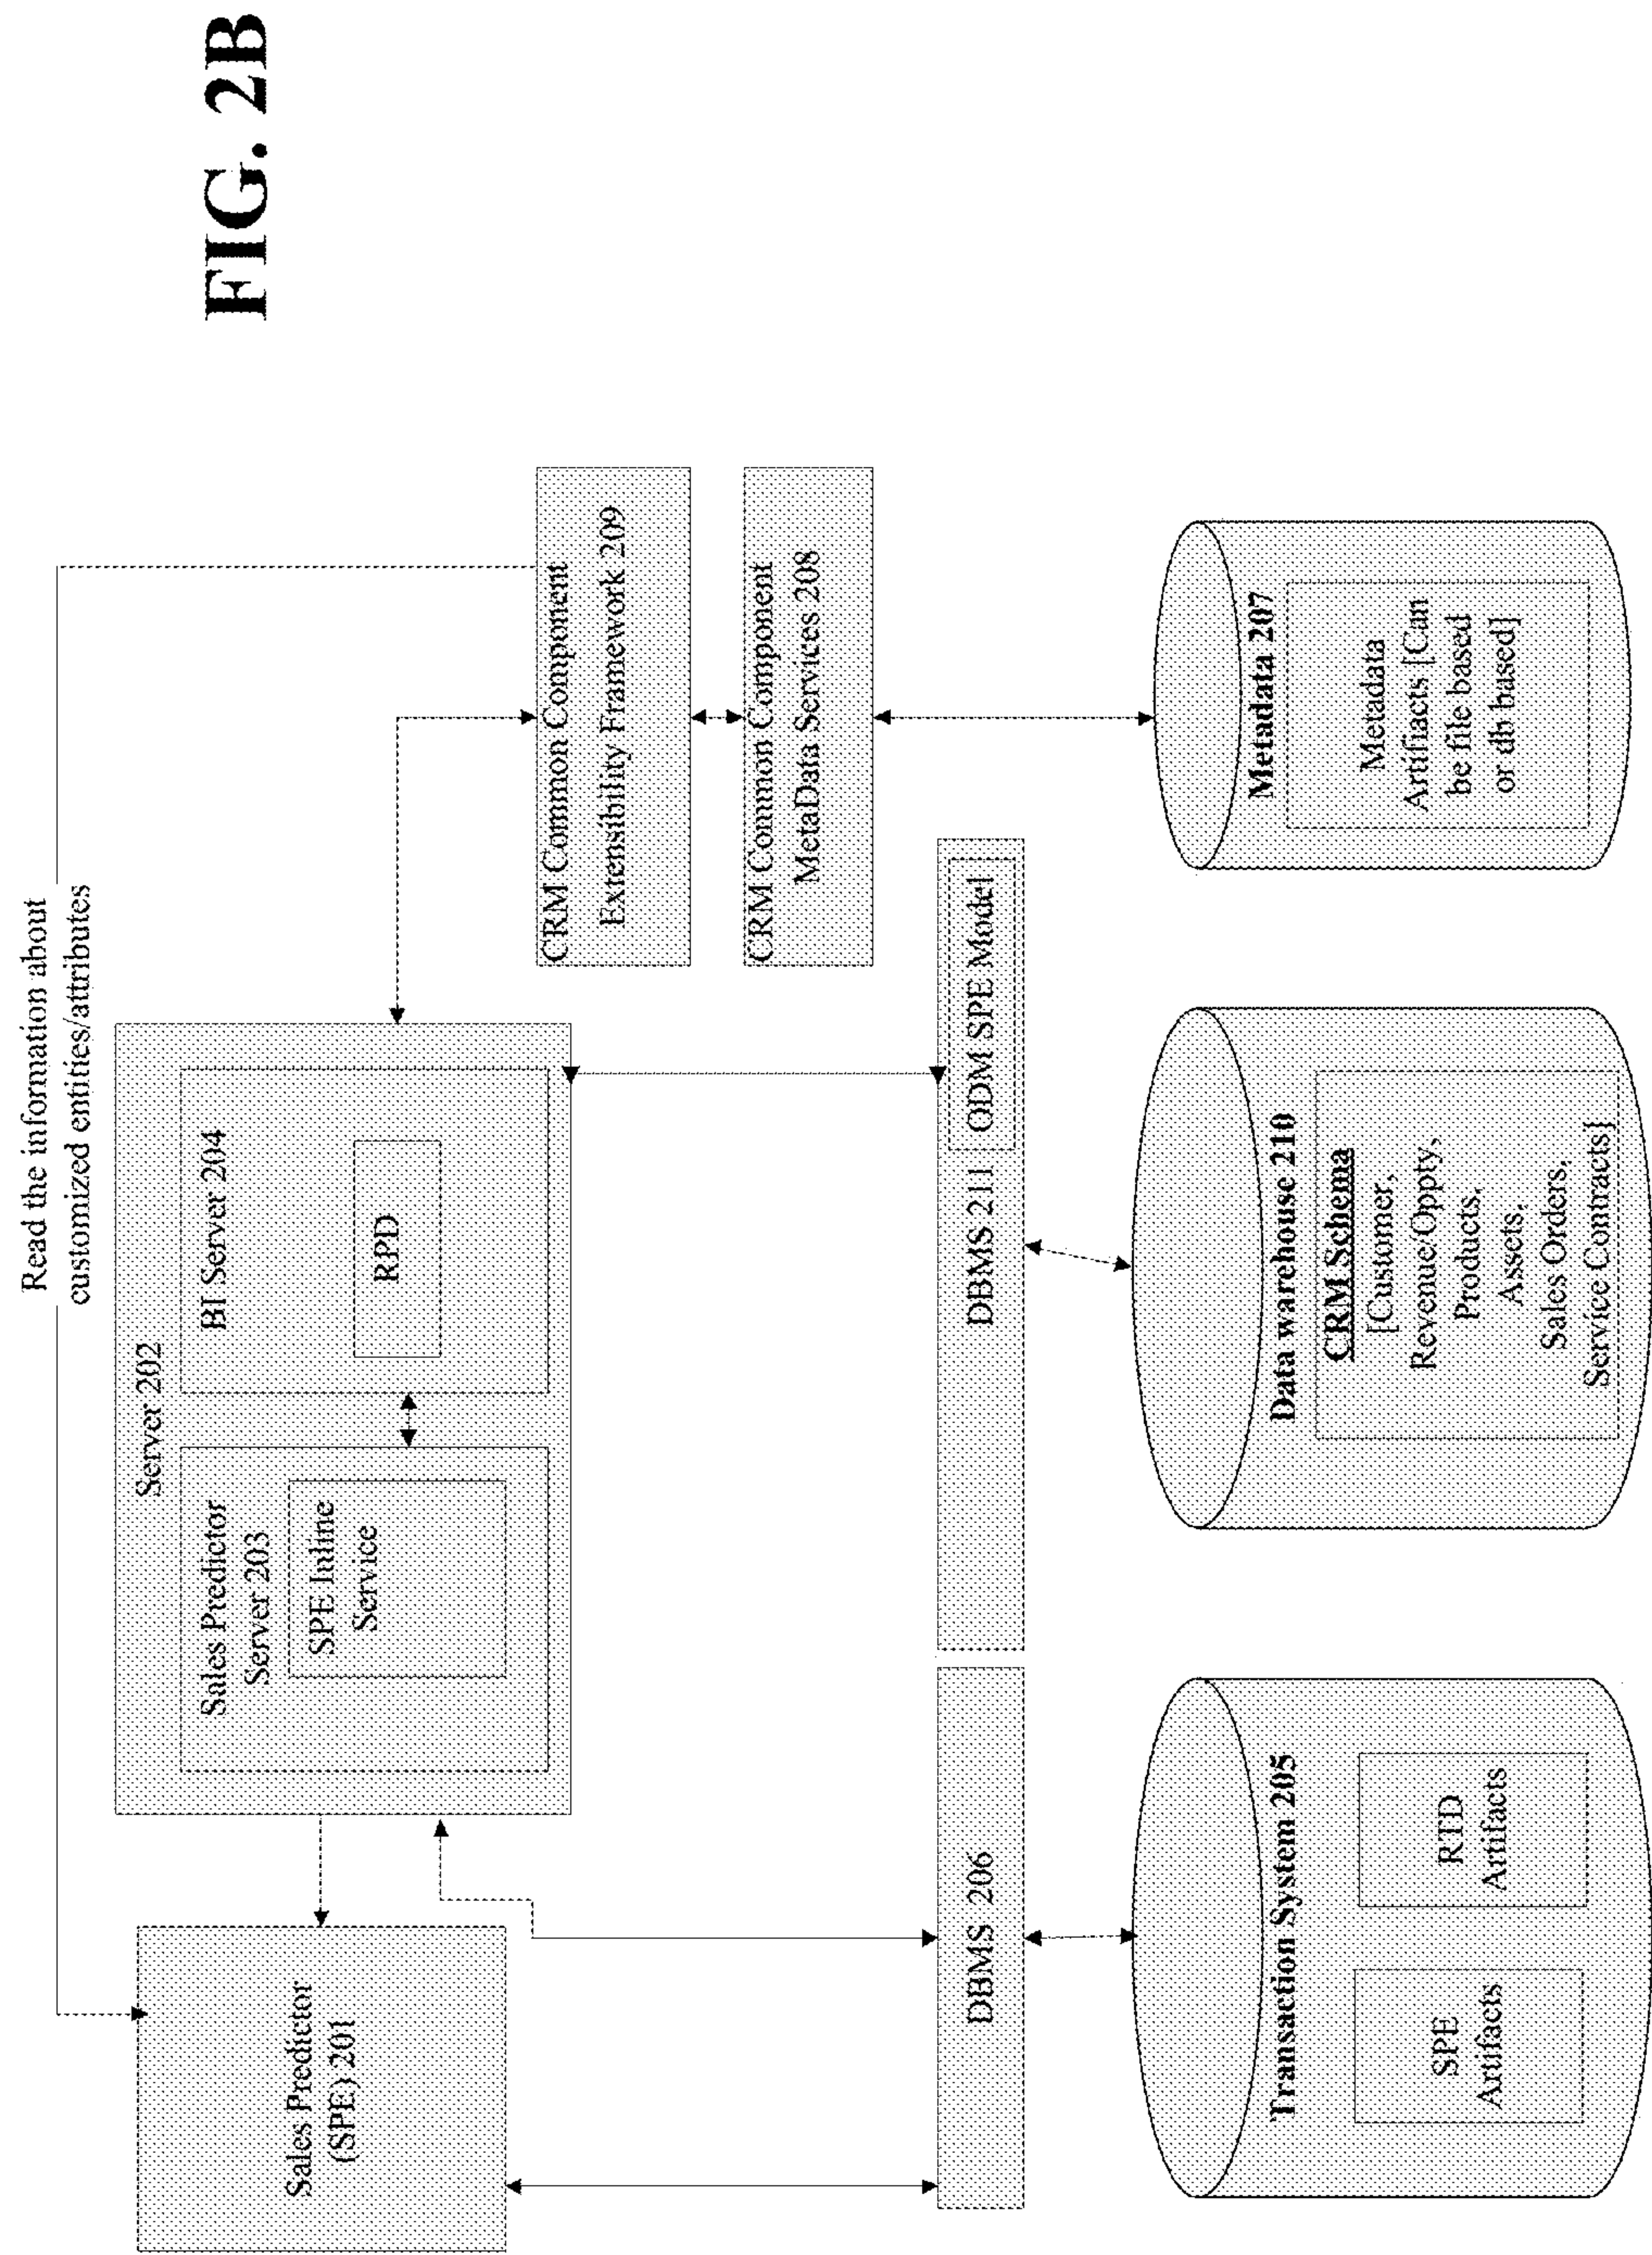 Read the information about
customized entities/attributes
Sales Predictor
(SPE) 201
Server 202
Sales Predictor
Server 203
SPE Inline
Service
BI Server 204
RPD
CRM Common Component
Extensibility Framework 209
CRM Common Component
MetaData Services 208
DBMS 206
DBMS 211
ODM SPE Model
Transaction System 205
SPE
Artifacts
RTD
Artifacts
Data warehouse 210
CRM Schema
[Customer,
Revenue/Oppty,
Products,
Assets,
Sales Orders,
Service Contracts]
Metadata 207
Metadata
Artifiacts [Can
be file based
or db based]
FIG. 2B